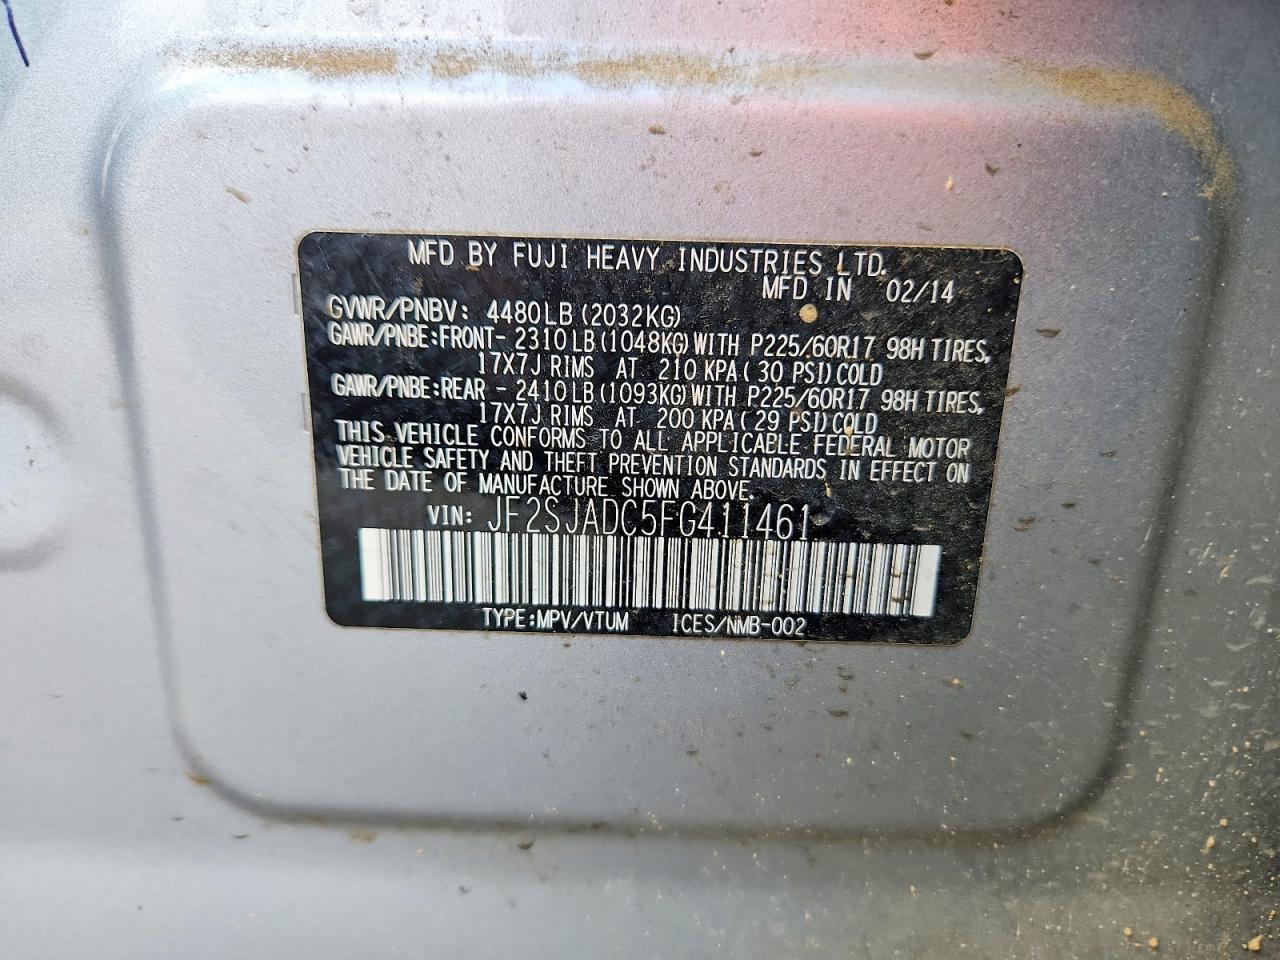 MFD BY FUJI HEAVY INDUSTRIES LTD.
MFD IN 02/14
GVWR/PNBV: 4480LB(2032KG)
GAWR/PNBE:FRONT- 2310LB(1048KG)WITH P225/60R17 98H TIRES,
17X7J RIMS AT 210 KPA( 30 PSI)COLD
GAWR/PNBE:REAR - 2410LB(1093KG)WITH P225/60R17 98H TIRES,
17X7J RIMS AT 200 KPA( 29 PSI)COLD
THIS VEHICLE CONFORMS TO ALL APPLICABLE FEDERAL MOTOR
VEHICLE SAFETY AND THEFT PREVENTION STANDARDS IN EFFECT ON
THE DATE OF MANUFACTURE SHOWN ABOVE.
VIN: JF2SJADC5FG411461
TYPE:MPV/VTUM ICES/NMB-002